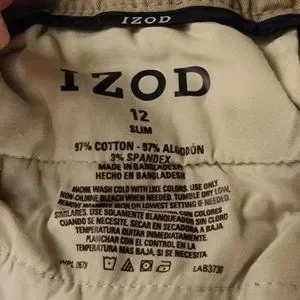 IZOD
IZOD
12
SLIM
97% COTTON - 97% ALGODÓN
3% SPANDEX
MADE IN BANGLADESH
HECHO EN BANGLADESH
MACHINE WASH COLD WITH LIKE COLORS. USE ONLY
NON-CHLORINE BLEACH WHEN NEEDED. TUMBLE DRY LOW.
IRON ON LOWEST SETTING IF NEEDED.
SIMILARES. USE SOLAMENTE BLANQUEADOR SIN CLORO
CUANDO SE NECESITE. SECAR EN SECADORA A BAJA
TEMPERATURA QUITAR INMEDIATAMENTE.
PLANCHAR CON EL CONTROL EN LA
TEMPERATURA MAS BAJA, SI SE NECESITA
WPL 0670
LAB3730